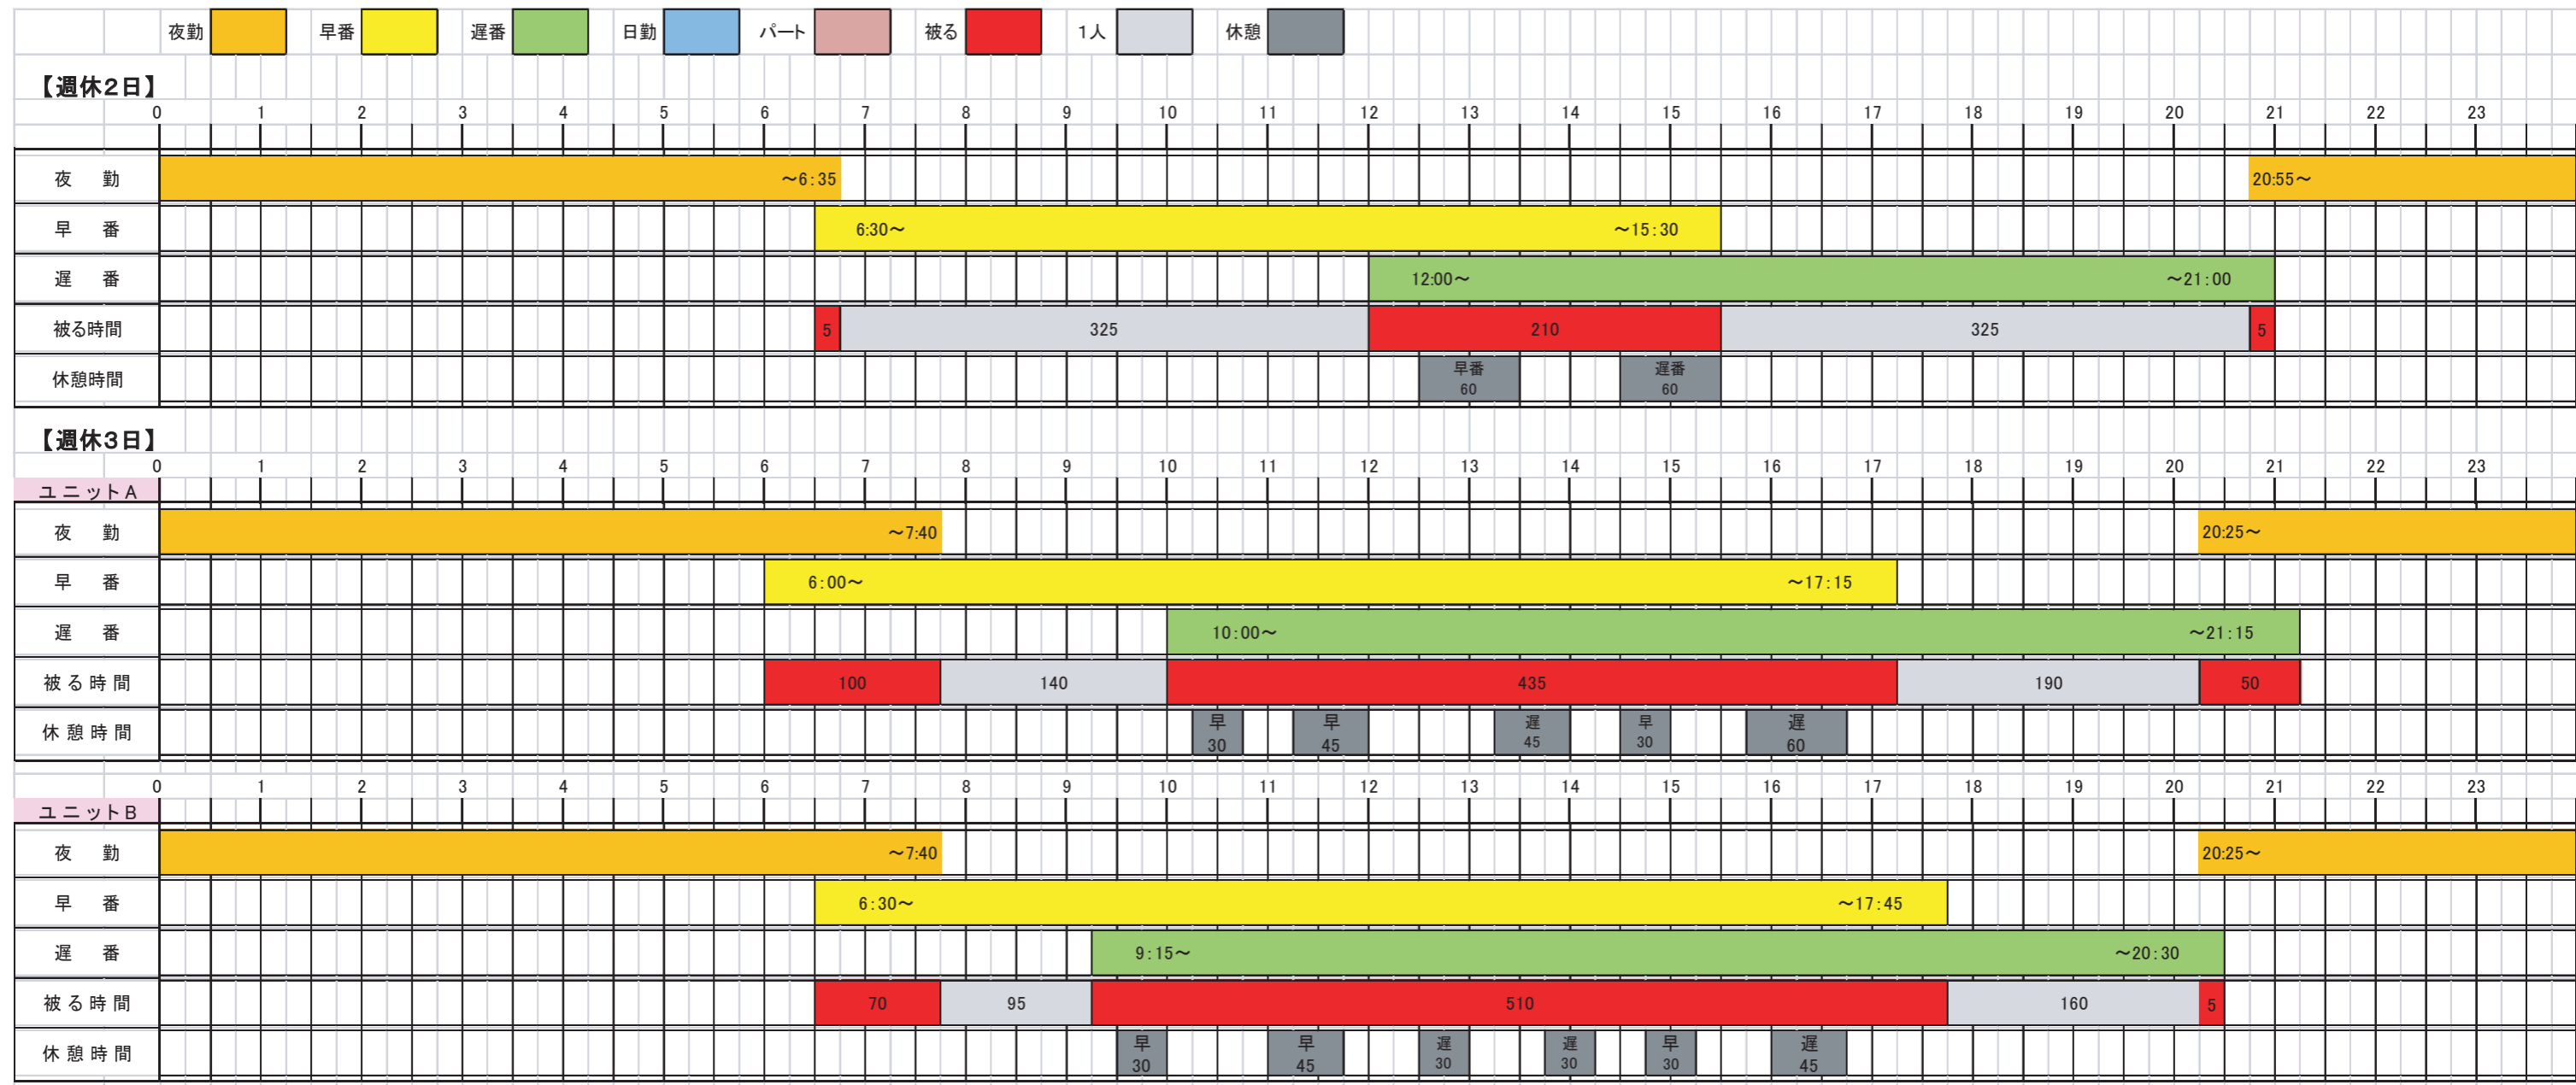 夜勤 早番 遅番 日勤 パート 被る 1人 休憩
【週休2日】
0 1 2 3 4 5 6 7 8 9 10 11 12 13 14 15 16 17 18 19 20 21 22 23
夜 勤 ～6:35 20:55～
早 番 6:30～ ～15:30
遅 番 12:00～ ～21:00
被る時間 5 325 210 325 5
休憩時間 早番 60 遅番 60
【週休3日】
0 1 2 3 4 5 6 7 8 9 10 11 12 13 14 15 16 17 18 19 20 21 22 23
ユニットA
夜 勤 ～7:40 20:25～
早 番 6:00～ ～17:15
遅 番 10:00～ ～21:15
被る時間 100 140 435 190 50
休憩時間 早 30 早 45 遅 45 早 30 遅 60
0 1 2 3 4 5 6 7 8 9 10 11 12 13 14 15 16 17 18 19 20 21 22 23
ユニットB
夜 勤 ～7:40 20:25～
早 番 6:30～ ～17:45
遅 番 9:15～ ～20:30
被る時間 70 95 510 160 5
休憩時間 早 30 早 45 遅 30 遅 30 早 30 遅 45